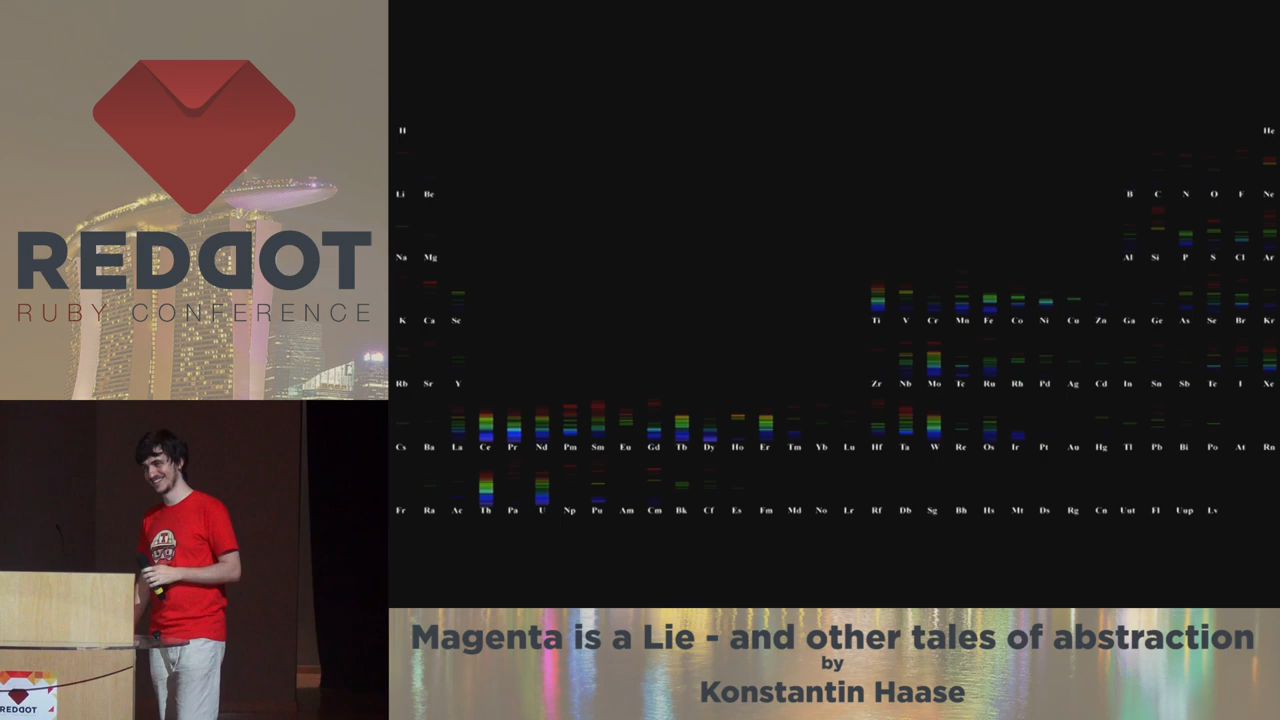 REDDOT
RUBY CONFERENCE
H He
Li Be B C N O F Ne
Na Mg Al Si P S Cl Ar
K Ca Sc Ti V Cr Mn Fe Co Ni Cu Zn Ga Ge As Se Br Kr
Rb Sr Y Zr Nb Mo Tc Ru Rh Pd Ag Cd In Sn Sb Te I Xe
Cs Ba La Ce Pr Nd Pm Sm Eu Gd Tb Dy Ho Er Tm Yb Lu Hf Ta W Re Os Ir Pt Au Hg Tl Pb Bi Po At Rn
Fr Ra Ac Th Pa U Np Pu Am Cm Bk Cf Es Fm Md No Lr Rf Db Sg Bh Hs Mt Ds Rg Cn Uut Fl Uup Lv
REDDOT
Magenta is a Lie - and other tales of abstraction
by
Konstantin Haase